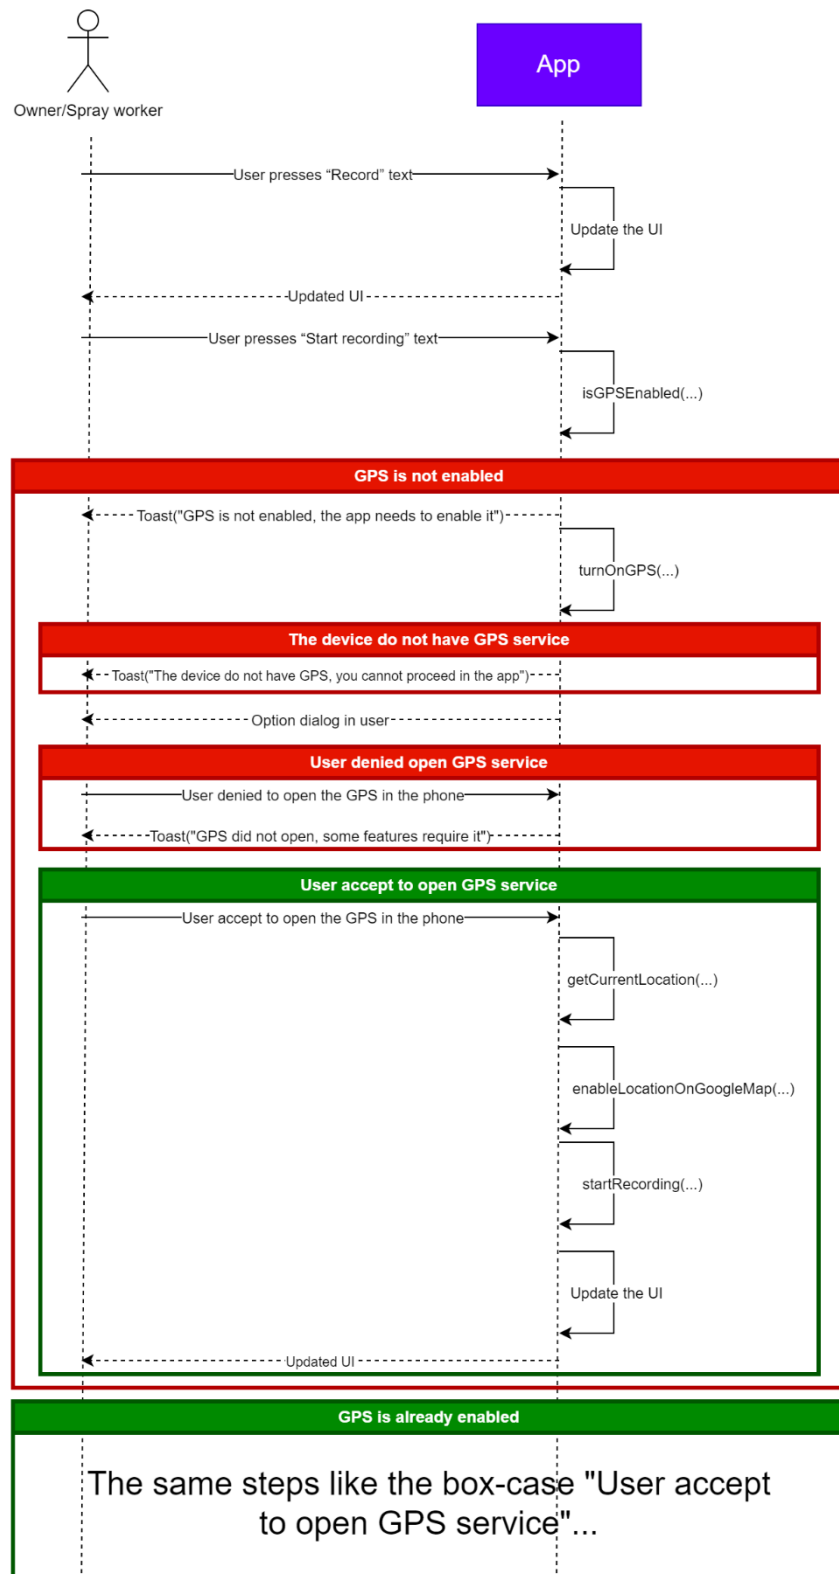 App
Owner/Spray worker
User presses “Record” text
Update the UI
Updated UI
User presses “Start recording” text
isGPSEnabled(...)
GPS is not enabled
Toast("GPS is not enabled, the app needs to enable it")
turnOnGPS(...)
The device do not have GPS service
Toast("The device do not have GPS, you cannot proceed in the app")
Option dialog in user
User denied open GPS service
User denied to open the GPS in the phone
Toast("GPS did not open, some features require it")
User accept to open GPS service
User accept to open the GPS in the phone
getCurrentLocation(...)
enableLocationOnGoogleMap(...)
startRecording(...)
Update the UI
Updated UI
GPS is already enabled
The same steps like the box-case "User accept
to open GPS service"...